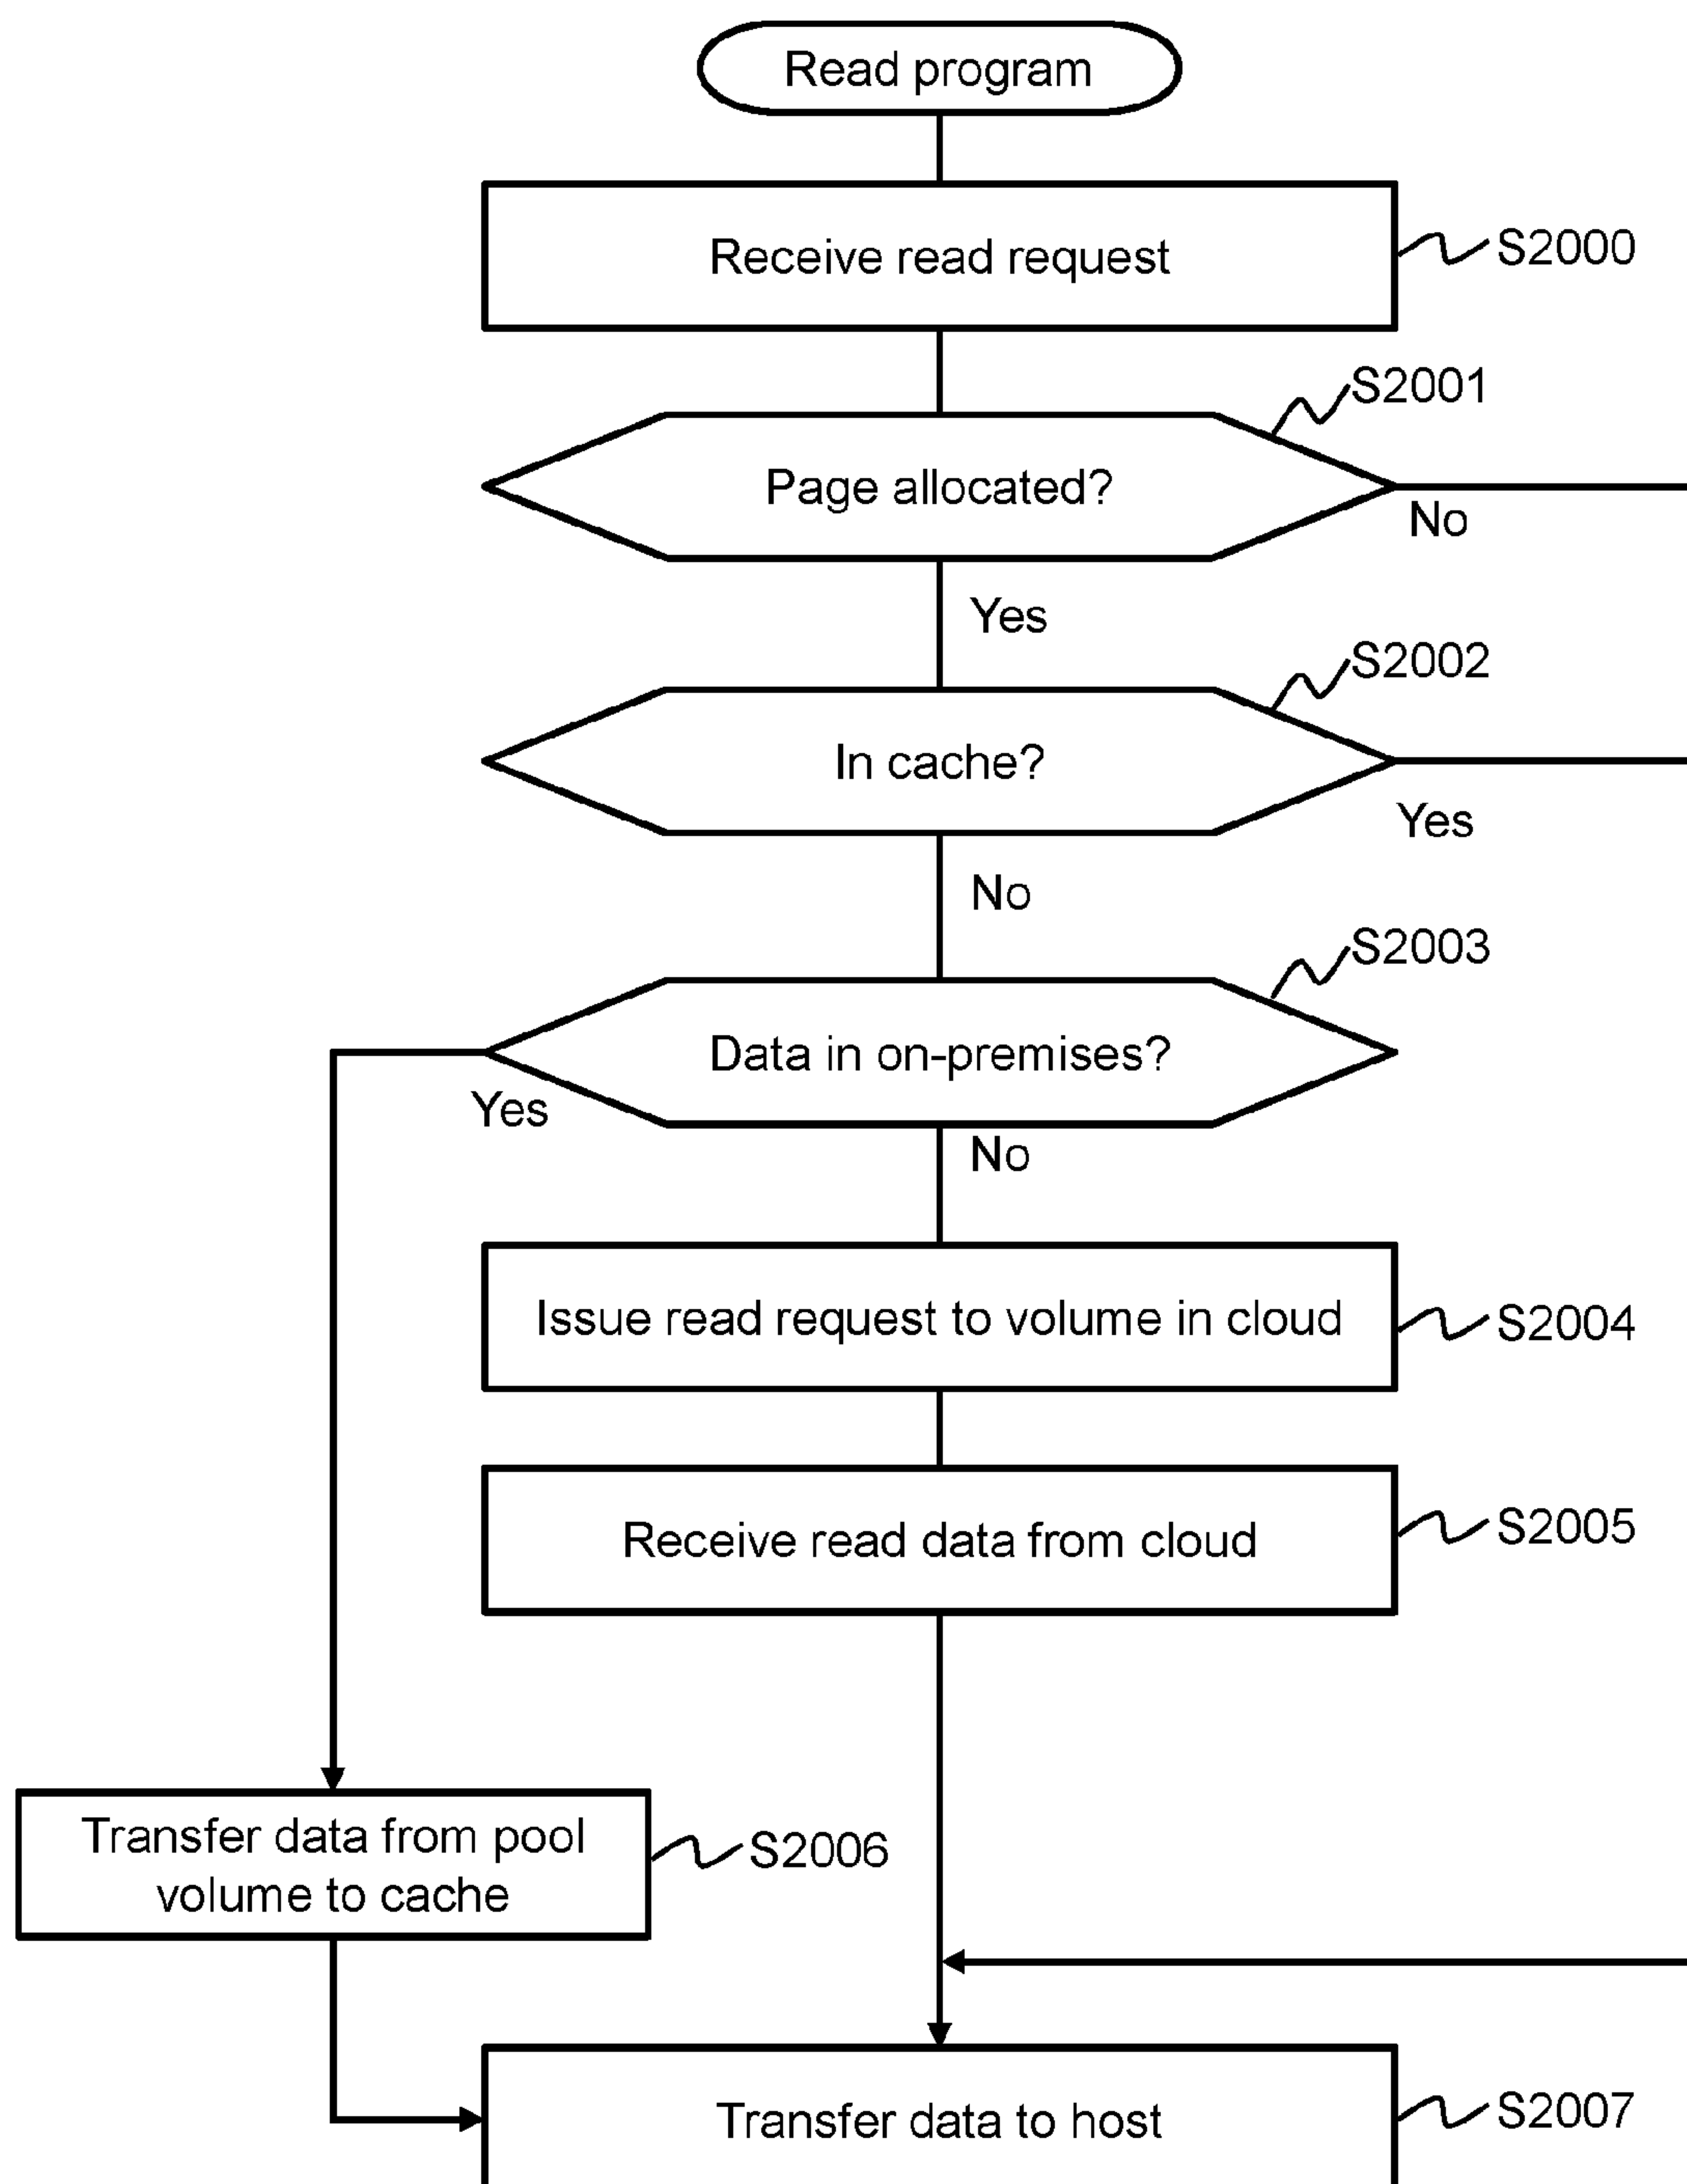 Read program
Receive read request
S2000
S2001
Page allocated?
No
Yes
S2002
In cache?
Yes
No
S2003
Data in on-premises?
Yes
No
Issue read request to volume in cloud
S2004
Receive read data from cloud
S2005
Transfer data from pool
volume to cache
S2006
Transfer data to host
S2007